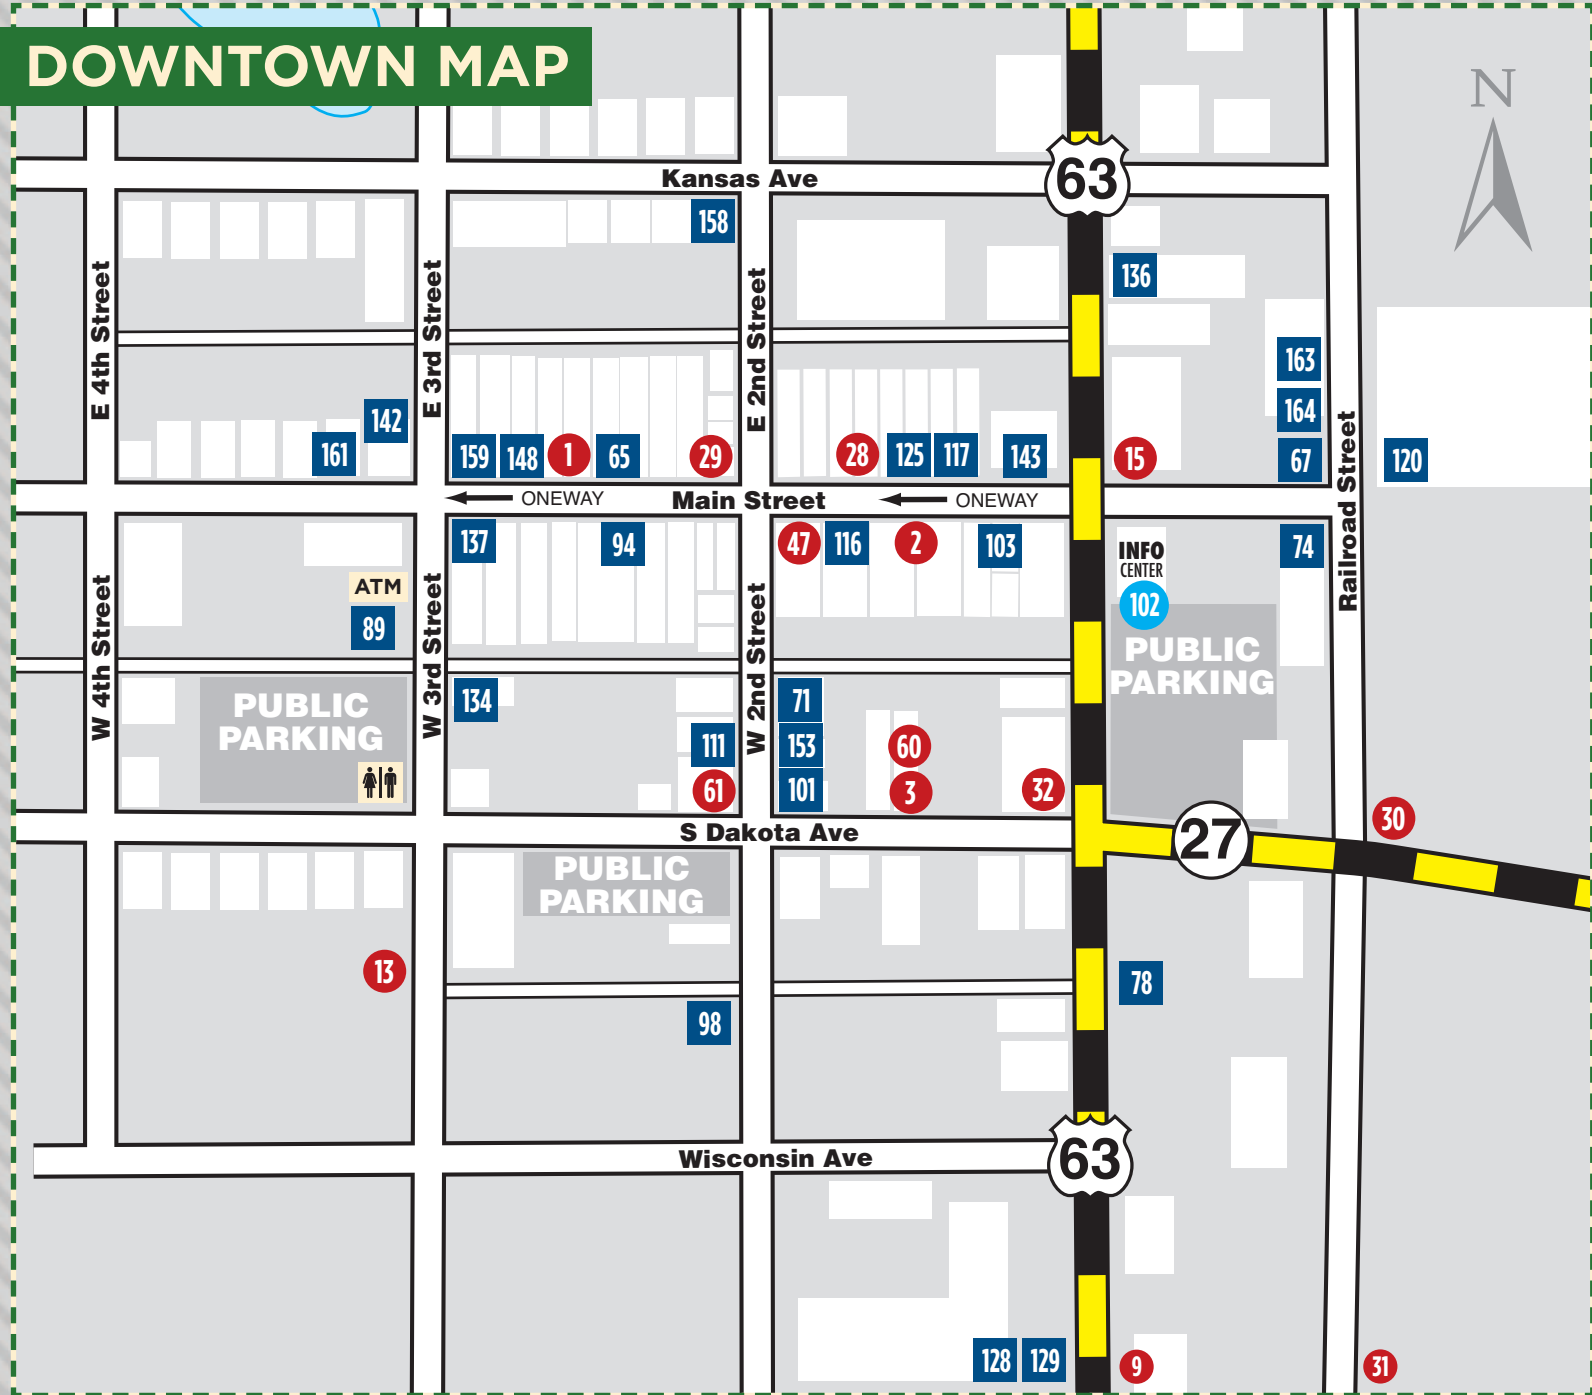 DOWNTOWN MAP
N
63
Kansas Ave
158
136
E 4th Street
E 3rd Street
E 2nd Street
163
164
142
161
159
148
1
65
29
28
125
117
143
15
67
120
Railroad Street
ONEWAY
Main Street
ONEWAY
137
94
47
116
2
103
INFO
CENTER
102
74
ATM
89
W 4th Street
W 3rd Street
W 2nd Street
PUBLIC
PARKING
PUBLIC
PARKING
134
71
111
153
60
61
101
3
32
30
S Dakota Ave
27
PUBLIC
PARKING
13
78
98
Wisconsin Ave
63
128
129
9
31